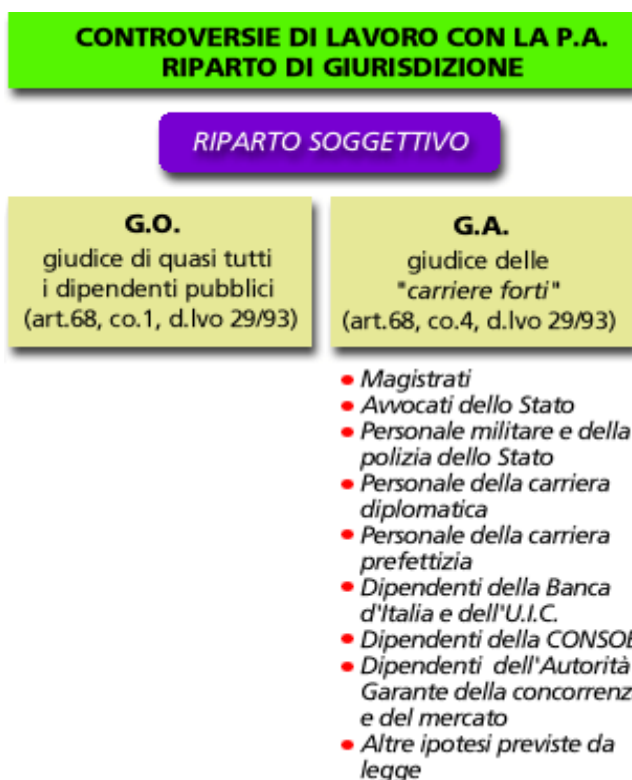 CONTROVERSIE DI LAVORO CON LA P.A.
RIPARTO DI GIURISDIZIONE
RIPARTO SOGGETTIVO
G.O.
giudice di quasi tutti
i dipendenti pubblici
(art.68, co.1, d.lvo 29/93)
G.A.
giudice delle
"carriere forti"
(art.68, co.4, d.lvo 29/93)
Magistrati
Avvocati dello Stato
Personale militare e della
polizia dello Stato
Personale della carriera
diplomatica
Personale della carriera
prefettizia
Dipendenti della Banca
d'Italia e dell'U.I.C.
Dipendenti della CONSOB
Dipendenti dell'Autorità
Garante della concorrenz
e del mercato
Altre ipotesi previste da
legge